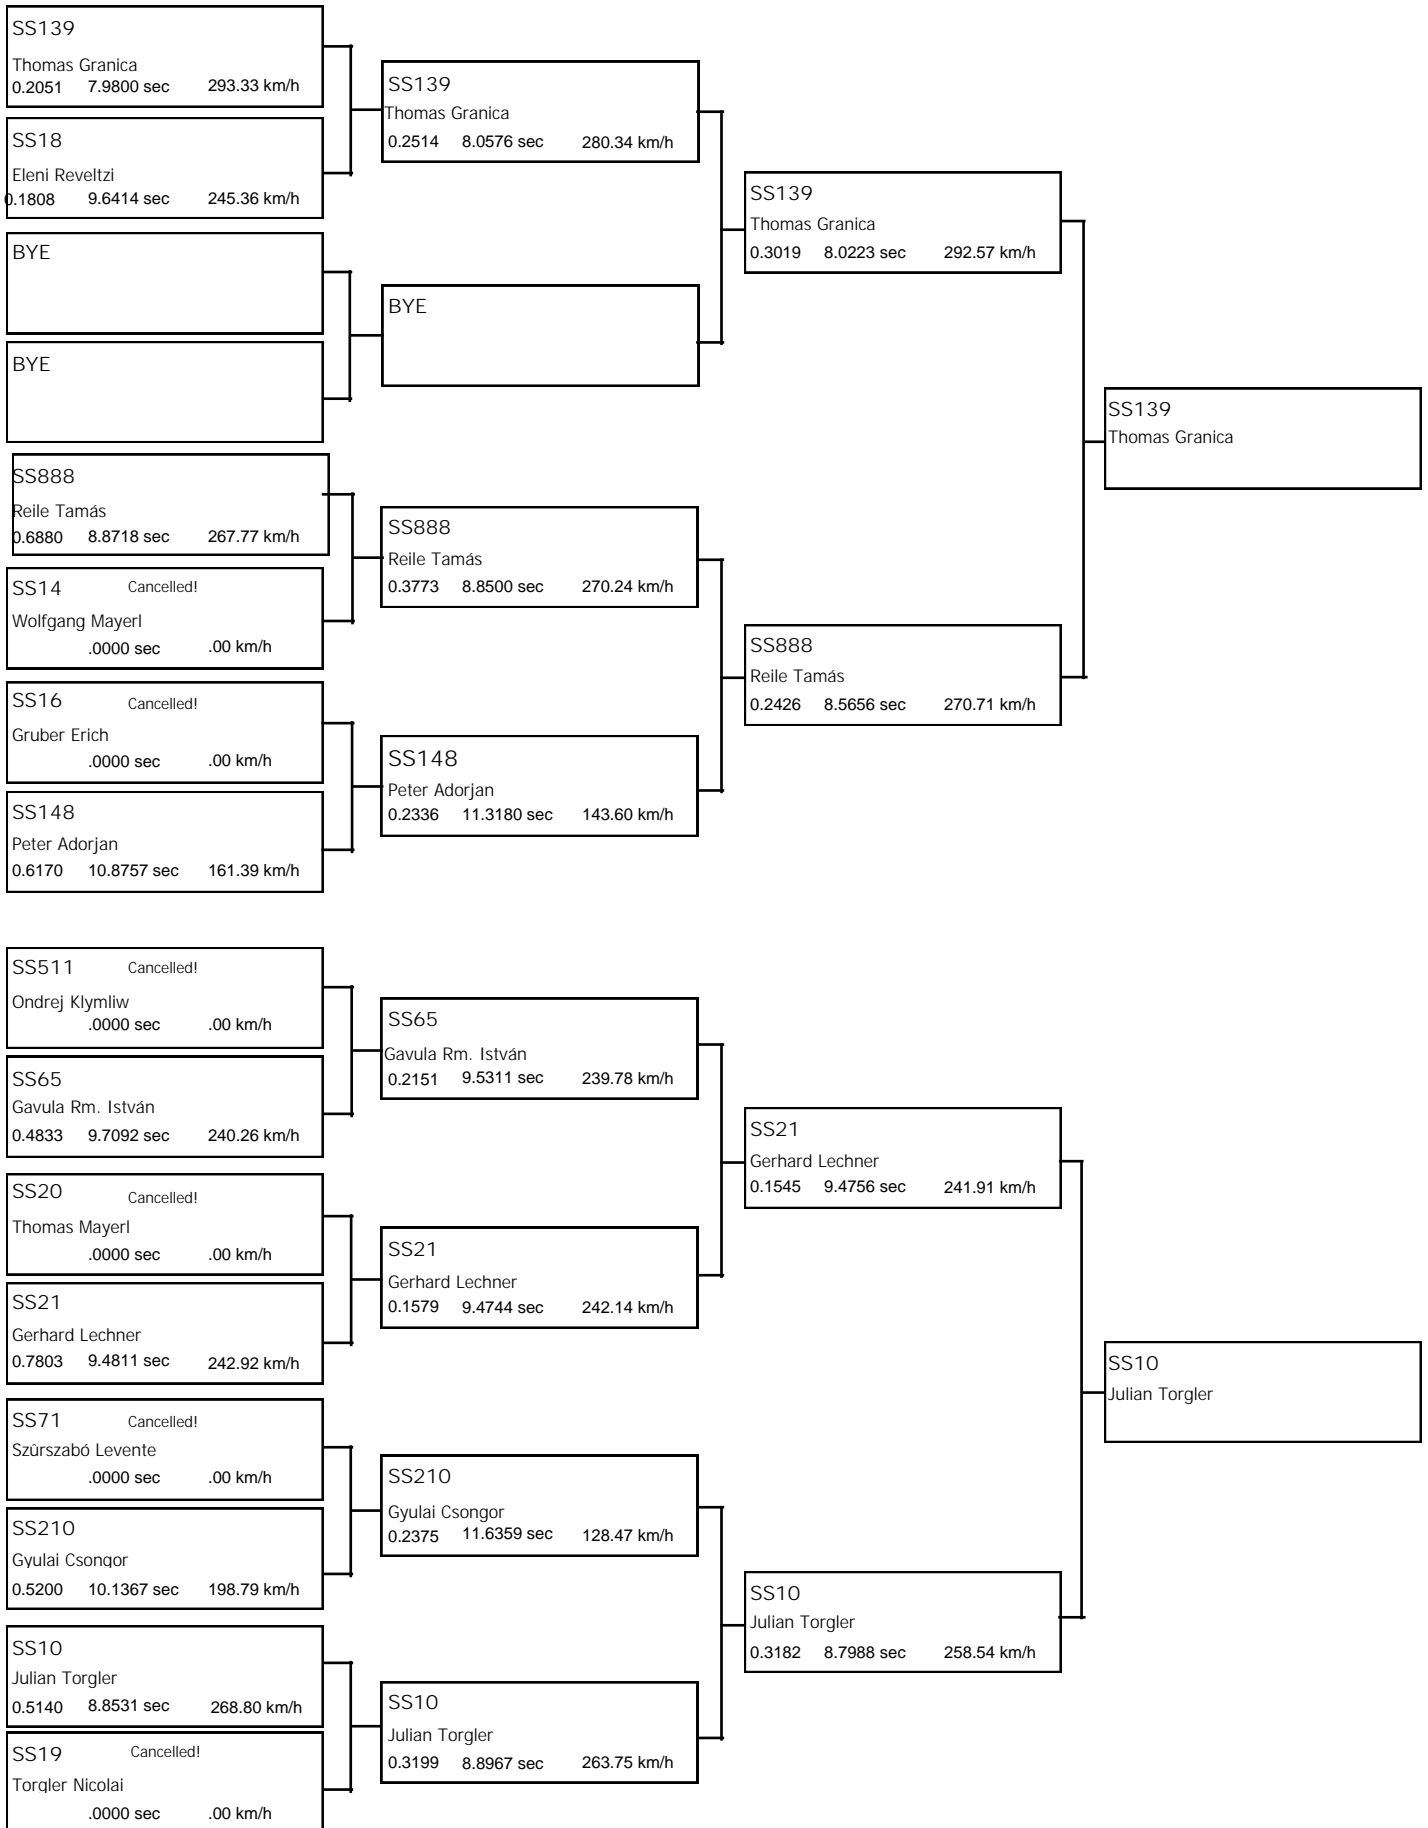 SS139
Thomas Granica
0.2051 7.9800 sec 293.33 km/h
SS18
Eleni Reveltzi
0.1808 9.6414 sec 245.36 km/h
BYE
BYE
SS888
Reile Tamás
0.6880 8.8718 sec 267.77 km/h
SS14 Cancelled!
Wolfgang Mayerl
.0000 sec .00 km/h
SS16 Cancelled!
Gruber Erich
.0000 sec .00 km/h
SS148
Peter Adorjan
0.6170 10.8757 sec 161.39 km/h
SS511 Cancelled!
Ondrej Klymliw
.0000 sec .00 km/h
SS65
Gavula Rm. István
0.4833 9.7092 sec 240.26 km/h
SS20 Cancelled!
Thomas Mayerl
.0000 sec .00 km/h
SS21
Gerhard Lechner
0.7803 9.4811 sec 242.92 km/h
SS71 Cancelled!
Szûrszabó Levente
.0000 sec .00 km/h
SS210
Gyulai Csongor
0.5200 10.1367 sec 198.79 km/h
SS10
Julian Torgler
0.5140 8.8531 sec 268.80 km/h
SS19 Cancelled!
Torgler Nicolai
.0000 sec .00 km/h
SS139
Thomas Granica
0.2514 8.0576 sec 280.34 km/h
BYE
SS888
Reile Tamás
0.3773 8.8500 sec 270.24 km/h
SS148
Peter Adorjan
0.2336 11.3180 sec 143.60 km/h
SS65
Gavula Rm. István
0.2151 9.5311 sec 239.78 km/h
SS21
Gerhard Lechner
0.1579 9.4744 sec 242.14 km/h
SS210
Gyulai Csongor
0.2375 11.6359 sec 128.47 km/h
SS10
Julian Torgler
0.3199 8.8967 sec 263.75 km/h
SS139
Thomas Granica
0.3019 8.0223 sec 292.57 km/h
SS888
Reile Tamás
0.2426 8.5656 sec 270.71 km/h
SS21
Gerhard Lechner
0.1545 9.4756 sec 241.91 km/h
SS10
Julian Torgler
0.3182 8.7988 sec 258.54 km/h
SS139
Thomas Granica
SS10
Julian Torgler